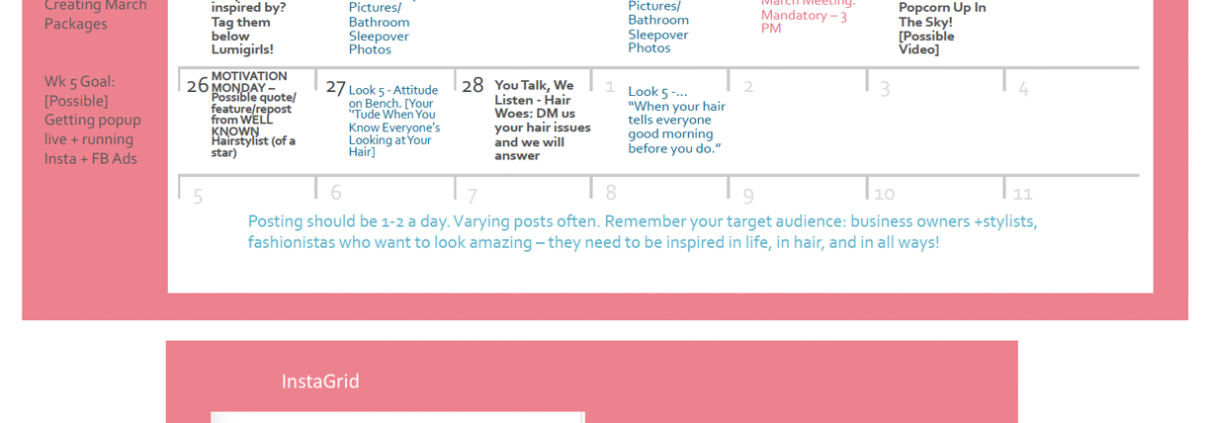 Creating March
Packages
inspired by?
Tag them
below
Lumigirls!
Pictures/
Bathroom
Sleepover
Photos
Pictures/
Bathroom
Sleepover
Photos
March Meeting.
Mandatory – 3
PM
Popcorn Up In
The Sky!
[Possible
Video]
Wk 5 Goal:
[Possible]
Getting popup
live + running
Insta + FB Ads
26
MOTIVATION
MONDAY –
Possible quote/
feature/repost
from WELL
KNOWN
Hairstylist (of a
star)
27
Look 5 - Attitude
on Bench. [Your
‘'Tude When You
Know Everyone’s
Looking at Your
Hair]
28
You Talk, We
Listen - Hair
Woes: DM us
your hair issues
and we will
answer
1
Look 5 -...
“When your hair
tells everyone
good morning
before you do.”
2
3
4
5
6
7
8
9
10
11
Posting should be 1-2 a day. Varying posts often. Remember your target audience: business owners +stylists,
fashionistas who want to look amazing – they need to be inspired in life, in hair, and in all ways!
InstaGrid